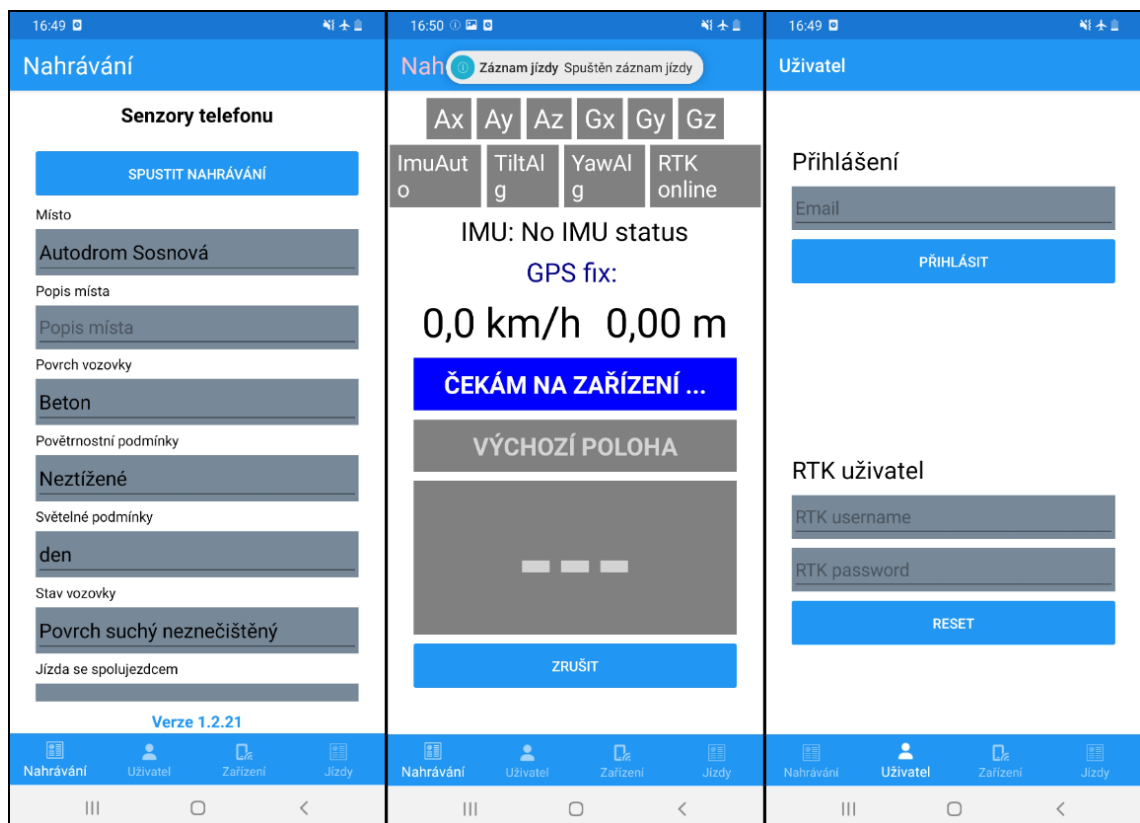 16:49
Nahrávání
Senzory telefonu
SPUSTIT NAHRÁVÁNÍ
Místo
Autodrom Sosnová
Popis místa
Popis místa
Povrch vozovky
Beton
Povětrnostní podmínky
Neztížené
Světelné podmínky
den
Stav vozovky
Povrch suchý neznečištěný
Jízda se spolujezdcem
Verze 1.2.21
Nahrávání Uživatel Zařízení Jízdy
16:50
Nah
Záznam jízdy Spuštěn záznam jízdy
Ax Ay Az Gx Gy Gz
ImuAut TiltAl YawAl RTK
o g g online
IMU: No IMU status
GPS fix:
0,0 km/h 0,00 m
ČEKÁM NA ZAŘÍZENÍ ...
VÝCHOZÍ POLOHA
---
ZRUŠIT
Nahrávání Uživatel Zařízení Jízdy
16:49
Uživatel
Přihlášení
Email
PŘIHLÁSIT
RTK uživatel
RTK username
RTK password
RESET
Nahrávání Uživatel Zařízení Jízdy